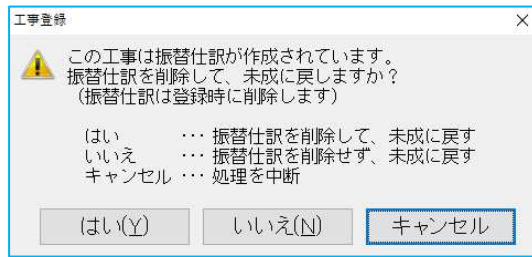 工事登録
この工事は振替仕訳が作成されています。
振替仕訳を削除して、未成に戻しますか？
（振替仕訳は登録時に削除します）
はい　　　･･･ 振替仕訳を削除して、未成に戻す
いいえ　　･･･ 振替仕訳を削除せず、未成に戻す
キャンセル ･･･ 処理を中断
はい(Y)　いいえ(N)　キャンセル